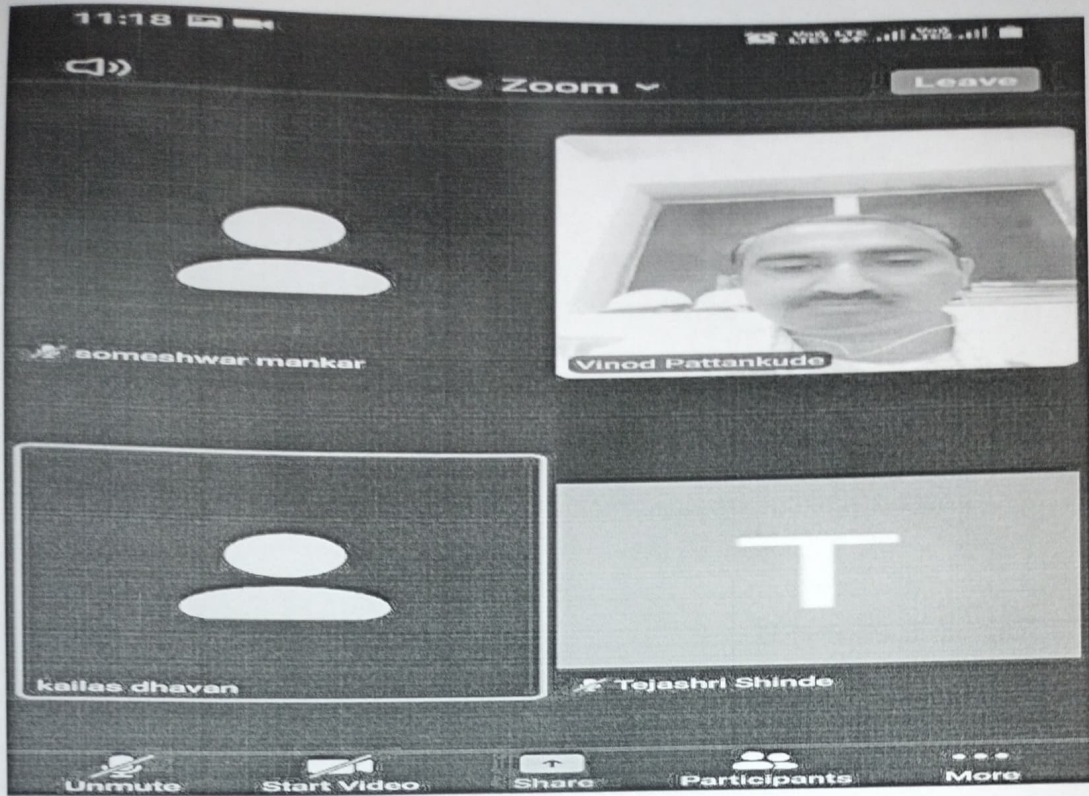 11:18
Zoom
Leave
someshwar mankar
Vinod Pattankude
T
kailas dhavan
Tejashri Shinde
Unmute
Start Video
Share
Participants
More